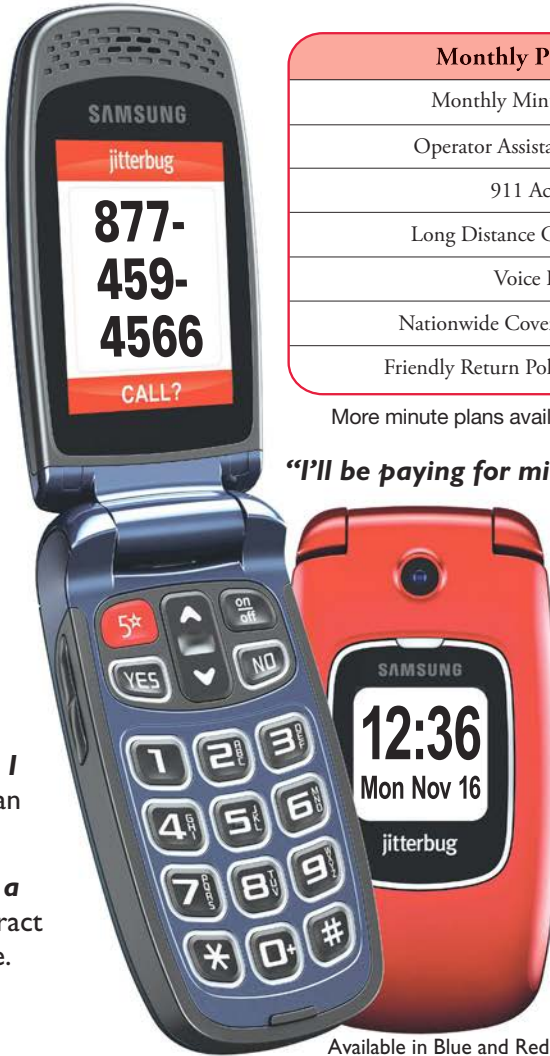 SAMSUNG
jitterbug
877-
459-
4566
CALL?
5☆
on
off
YES
NO
1
2 ABC
3 DEF
4 GHI
5 JKL
6 MNO
7 PQRS
8 TUV
9 WXYZ
*
0+
#
Monthly P
Monthly Min
Operator Assista
911 Ac
Long Distance C
Voice
Nationwide Cover
Friendly Return Pol
More minute plans avail
“I’ll be paying for mi
SAMSUNG
12:36
Mon Nov 16
jitterbug
I
an
a
ract
e.
Available in Blue and Red